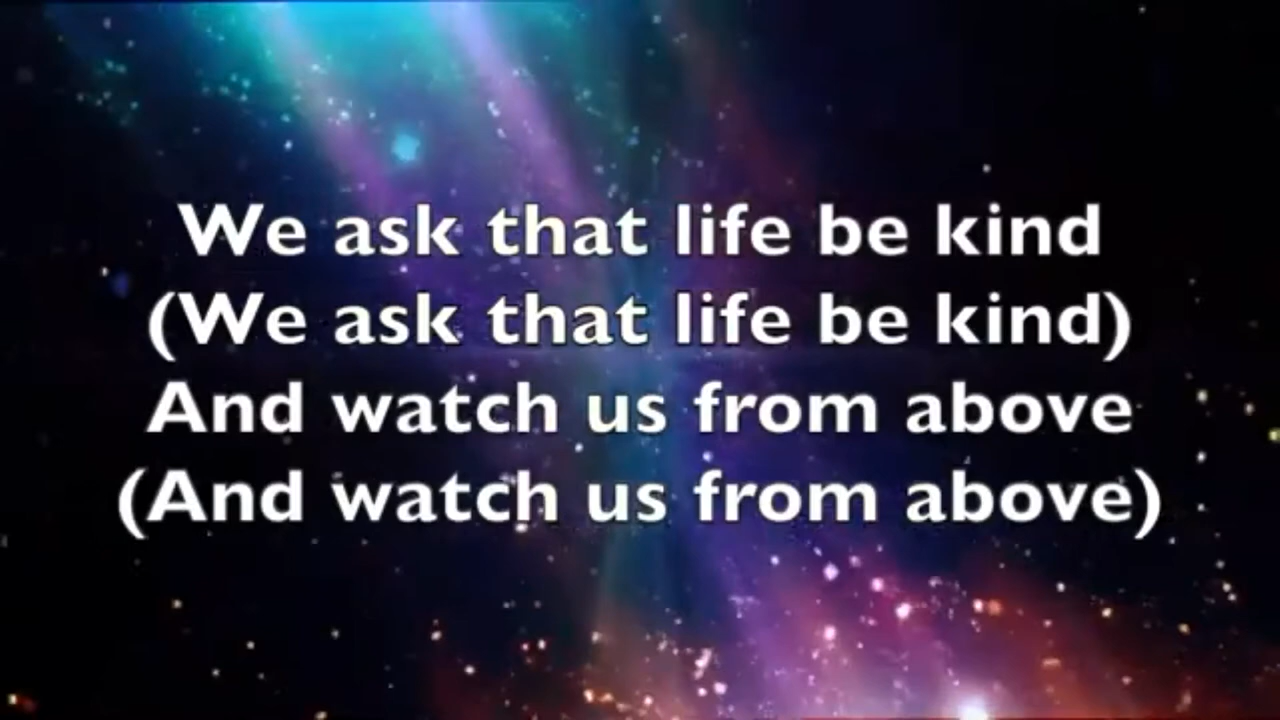 We ask that life be kind
(We ask that life be kind)
And watch us from above
(And watch us from above)